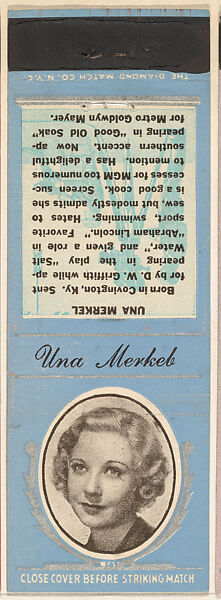 THE DIAMOND MATCH CO. N.Y.C.
UNA MERKEL
Born in Covington, Ky. Sent
for by D. W. Griffith while ap-
pearing in the play "Salt
Water," and given a role in
"Abraham Lincoln." Favorite
sport, swimming. Hates to
sew, but modestly admits she
is a good cook. Screen suc-
cesses for MGM too numerous
to mention. Has a delightful
southern accent. Now ap-
pearing in "Good Old Soak"
for Metro Goldwyn Mayer.
Una Merkel
CLOSE COVER BEFORE STRIKING MATCH